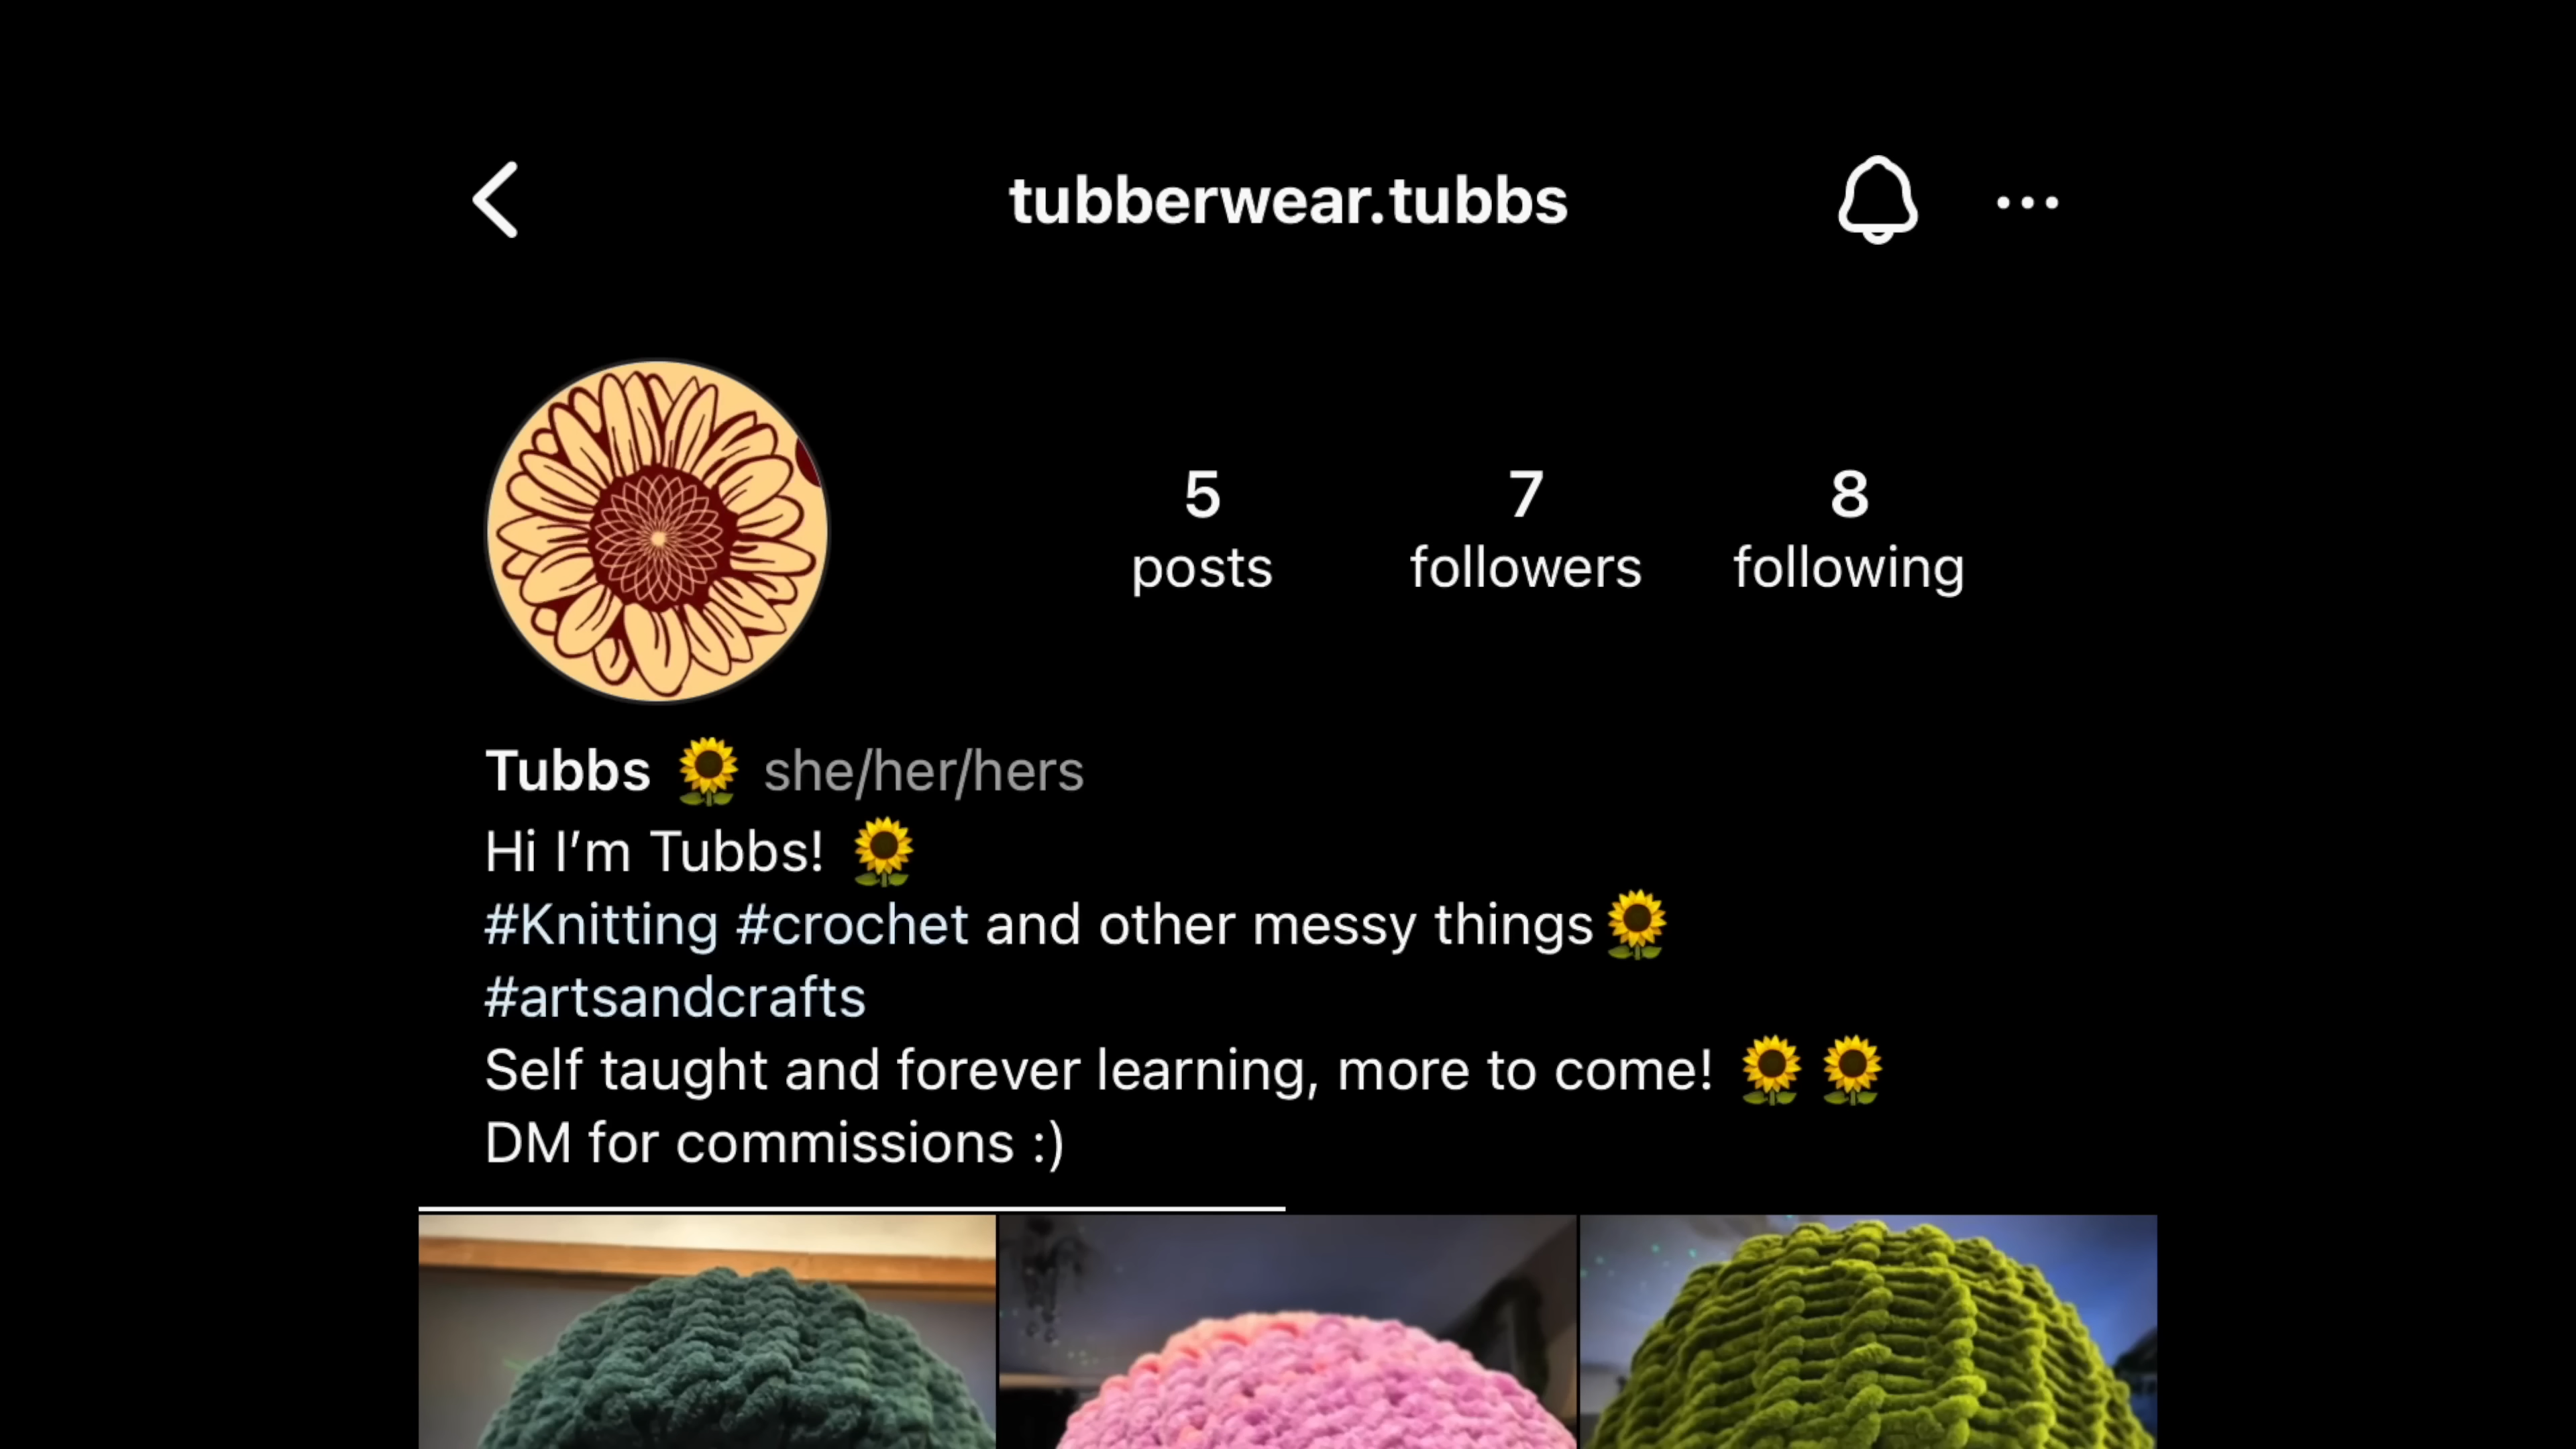 tubberwear.tubbs
5 7 8
posts followers following
Tubbs 🌻 she/her/hers
Hi I’m Tubbs! 🌻
#Knitting #crochet and other messy things🌻
#artsandcrafts
Self taught and forever learning, more to come! 🌻🌻
DM for commissions :)